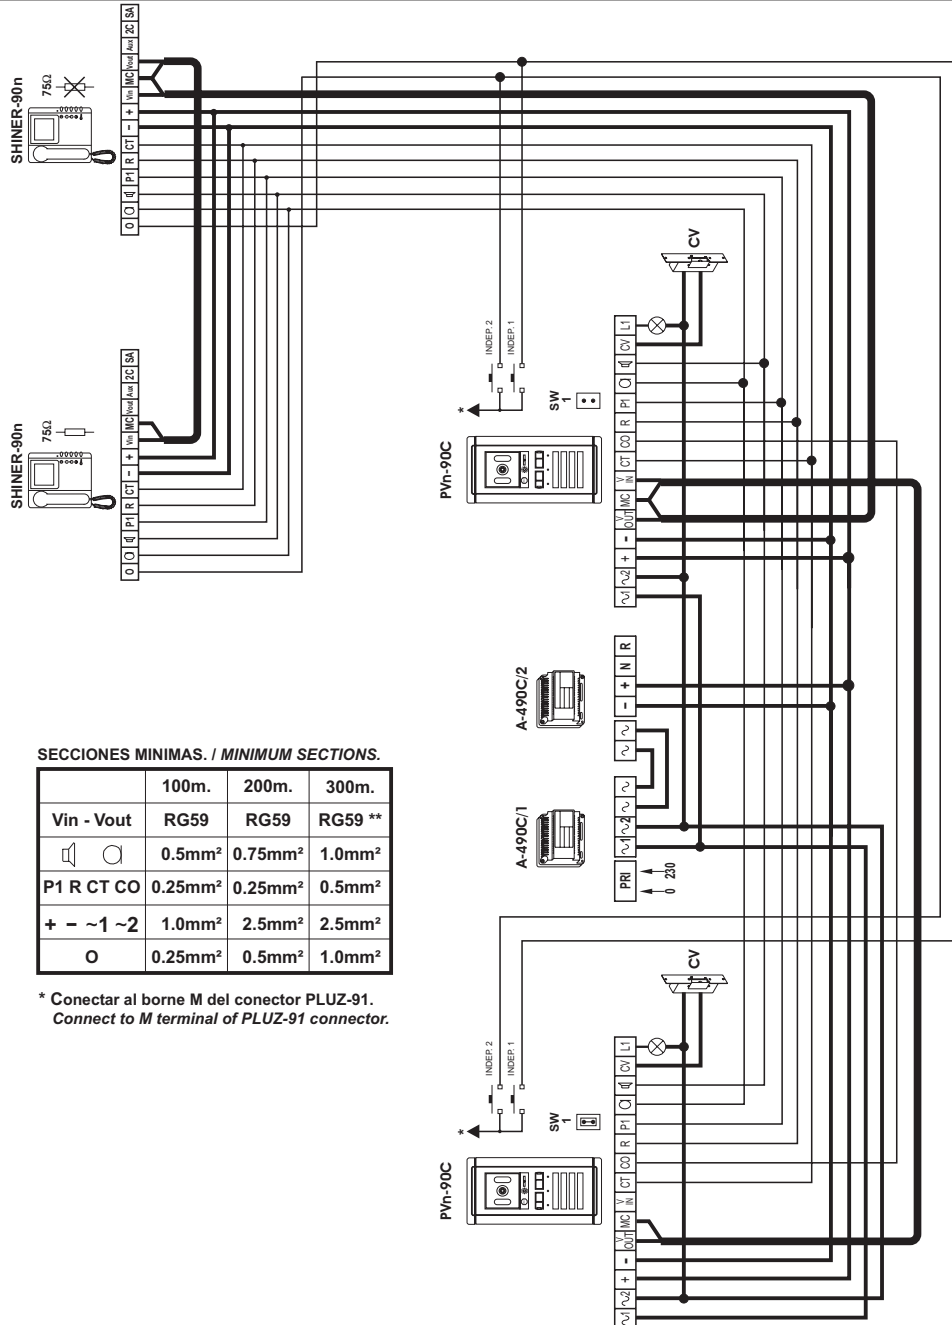 SHINER-90n
75Ω
O
P1
R
CT
-
+
Vin
MC
Vout
Aux
2C
SA
SHINER-90n
75Ω
O
P1
R
CT
-
+
Vin
MC
Vout
Aux
2C
SA
PVn-90C
*
INDEP. 2
INDEP. 1
SW
1
~1
~2
+
-
V OUT
MC
V IN
CT
CO
R
P1
CV
L1
CV
A-490C/2
~
~
-
+
N
R
A-490C/1
PRI
0
230
~1
~2
~
~
SECCIONES MINIMAS. / MINIMUM SECTIONS.
100m. 200m. 300m.
Vin - Vout RG59 RG59 RG59 **
0.5mm² 0.75mm² 1.0mm²
P1 R CT CO 0.25mm² 0.25mm² 0.5mm²
+ - ~1 ~2 1.0mm² 2.5mm² 2.5mm²
O 0.25mm² 0.5mm² 1.0mm²
* Conectar al borne M del conector PLUZ-91.
Connect to M terminal of PLUZ-91 connector.
PVn-90C
*
INDEP. 2
INDEP. 1
SW
1
~1
~2
+
-
V OUT
MC
V IN
CT
CO
R
P1
CV
L1
CV